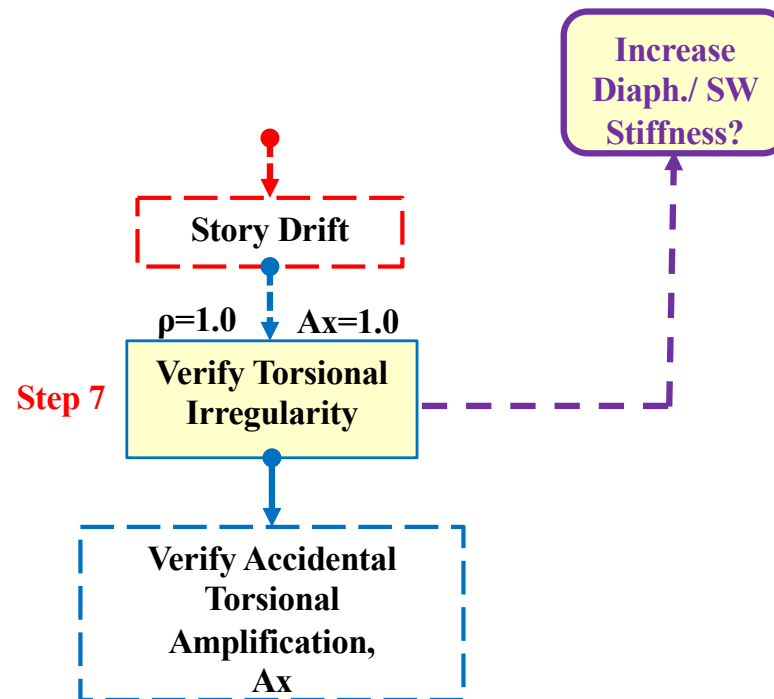 Increase
Diaph./ SW
Stiffness?
Story Drift
ρ=1.0 Ax=1.0
Step 7
Verify Torsional
Irregularity
Verify Accidental
Torsional
Amplification,
Ax